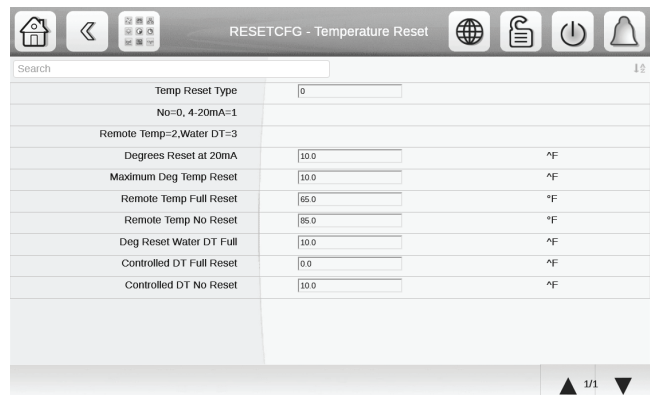 RESETCFG - Temperature Reset
Search
Temp Reset Type 0
No=0, 4-20mA=1
Remote Temp=2,Water DT=3
Degrees Reset at 20mA 10.0 ^F
Maximum Deg Temp Reset 10.0 ^F
Remote Temp Full Reset 65.0 °F
Remote Temp No Reset 85.0 °F
Deg Reset Water DT Full 10.0 ^F
Controlled DT Full Reset 0.0 ^F
Controlled DT No Reset 10.0 ^F
1/1